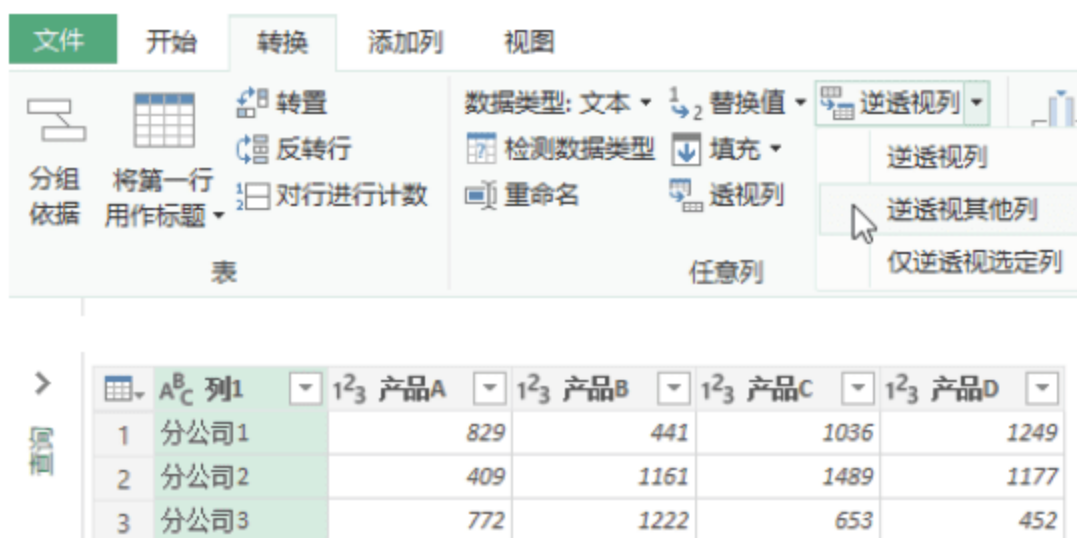 文件 开始 转换 添加列 视图
转置 数据类型: 文本 替换值 逆透视列
反转行 检测数据类型 填充 逆透视列
分组依据 将第一行用作标题 对行进行计数 重命名 透视列 逆透视其他列
表 任意列 仅逆透视选定列
查询
列1 产品A 产品B 产品C 产品D
1 分公司1 829 441 1036 1249
2 分公司2 409 1161 1489 1177
3 分公司3 772 1222 653 452